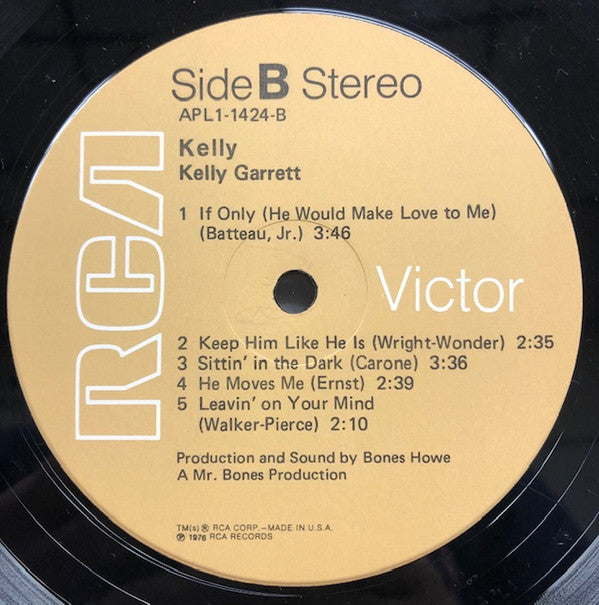 Side B Stereo
APL1-1424-B
Kelly
Kelly Garrett
1 If Only (He Would Make Love to Me)
(Batteau, Jr.) 3:46
RCA
Victor
2 Keep Him Like He Is (Wright-Wonder) 2:35
3 Sittin' in the Dark (Carone) 3:36
4 He Moves Me (Ernst) 2:39
5 Leavin' on Your Mind
(Walker-Pierce) 2:10
Production and Sound by Bones Howe
A Mr. Bones Production
TM(s) ® RCA CORP.—MADE IN U.S.A.
℗ 1976 RCA RECORDS